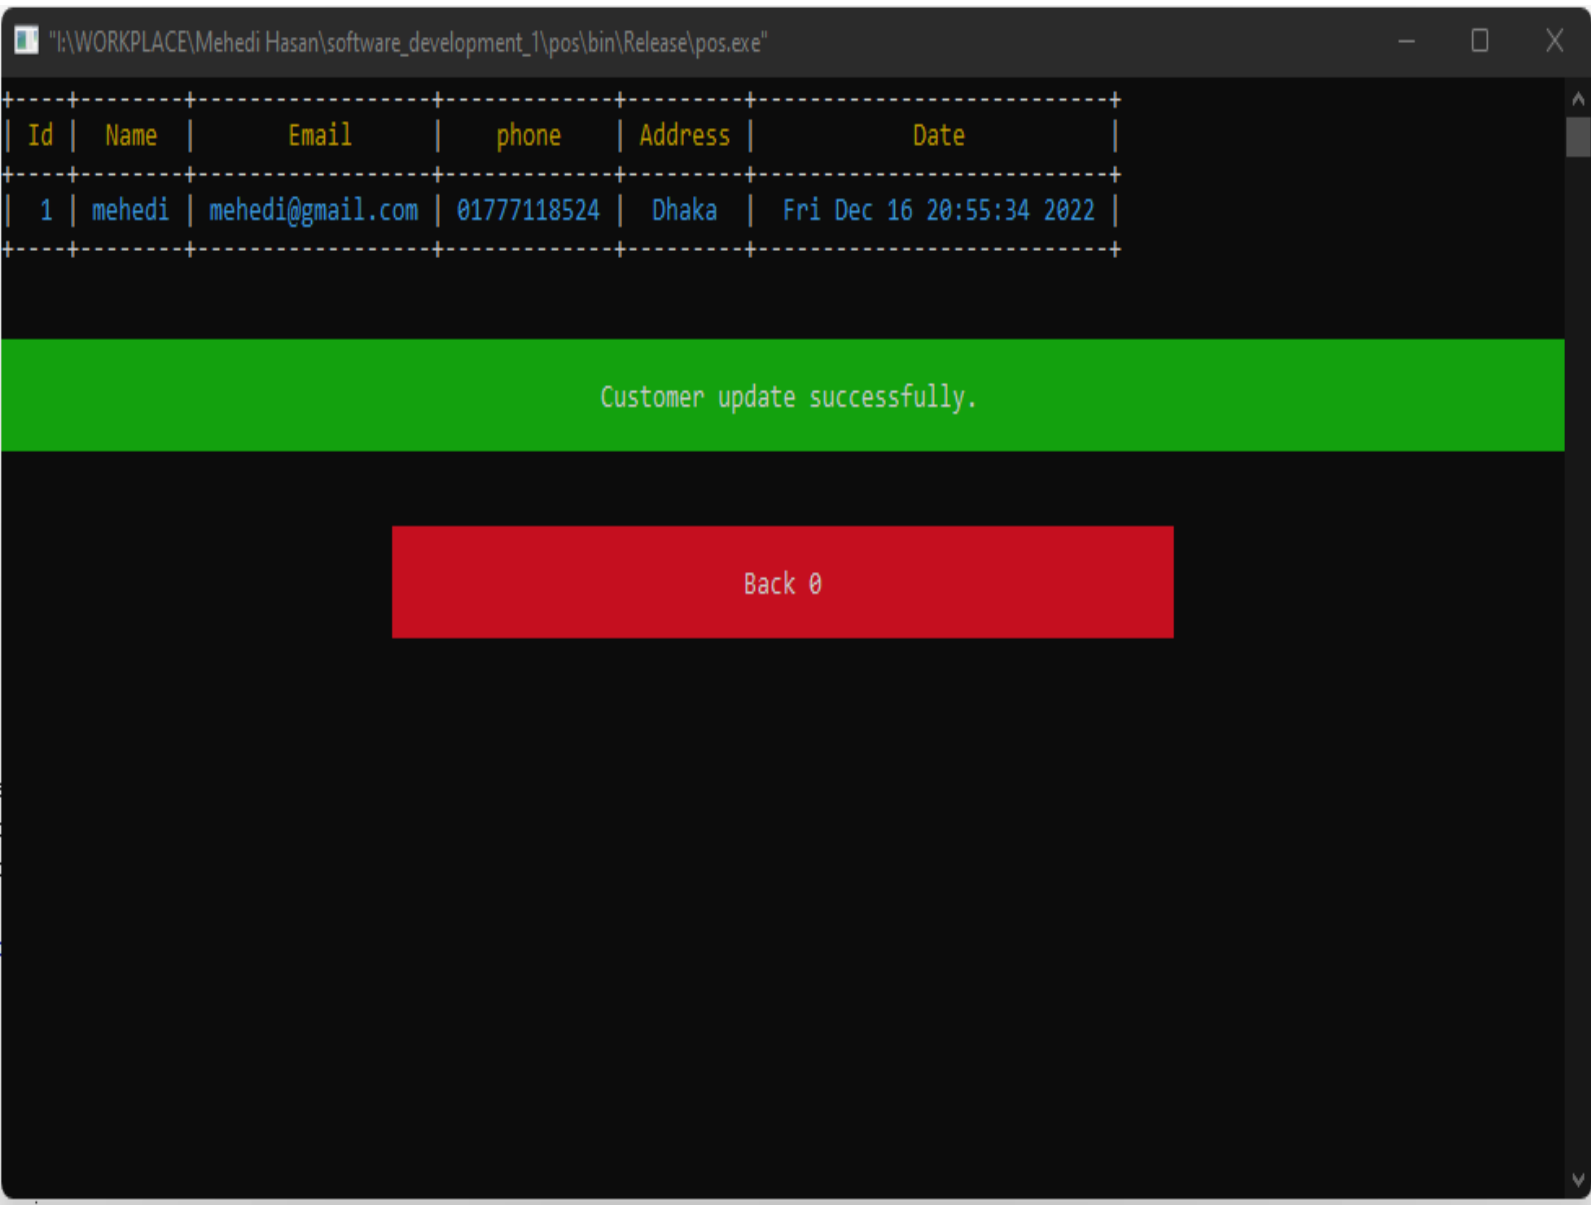 "I:\WORKPLACE\Mehedi Hasan\software_development_1\pos\bin\Release\pos.exe"
+----+--------+------------------+-------------+---------+---------------------------+
| Id | Name | Email | phone | Address | Date |
+----+--------+------------------+-------------+---------+---------------------------+
| 1 | mehedi | mehedi@gmail.com | 01777118524 | Dhaka | Fri Dec 16 20:55:34 2022 |
+----+--------+------------------+-------------+---------+---------------------------+
Customer update successfully.
Back 0